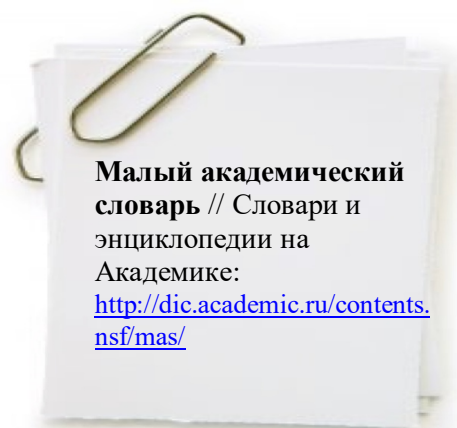 Малый академический
словарь // Словари и
энциклопедии на
Академике:
http://dic.academic.ru/contents.
nsf/mas/